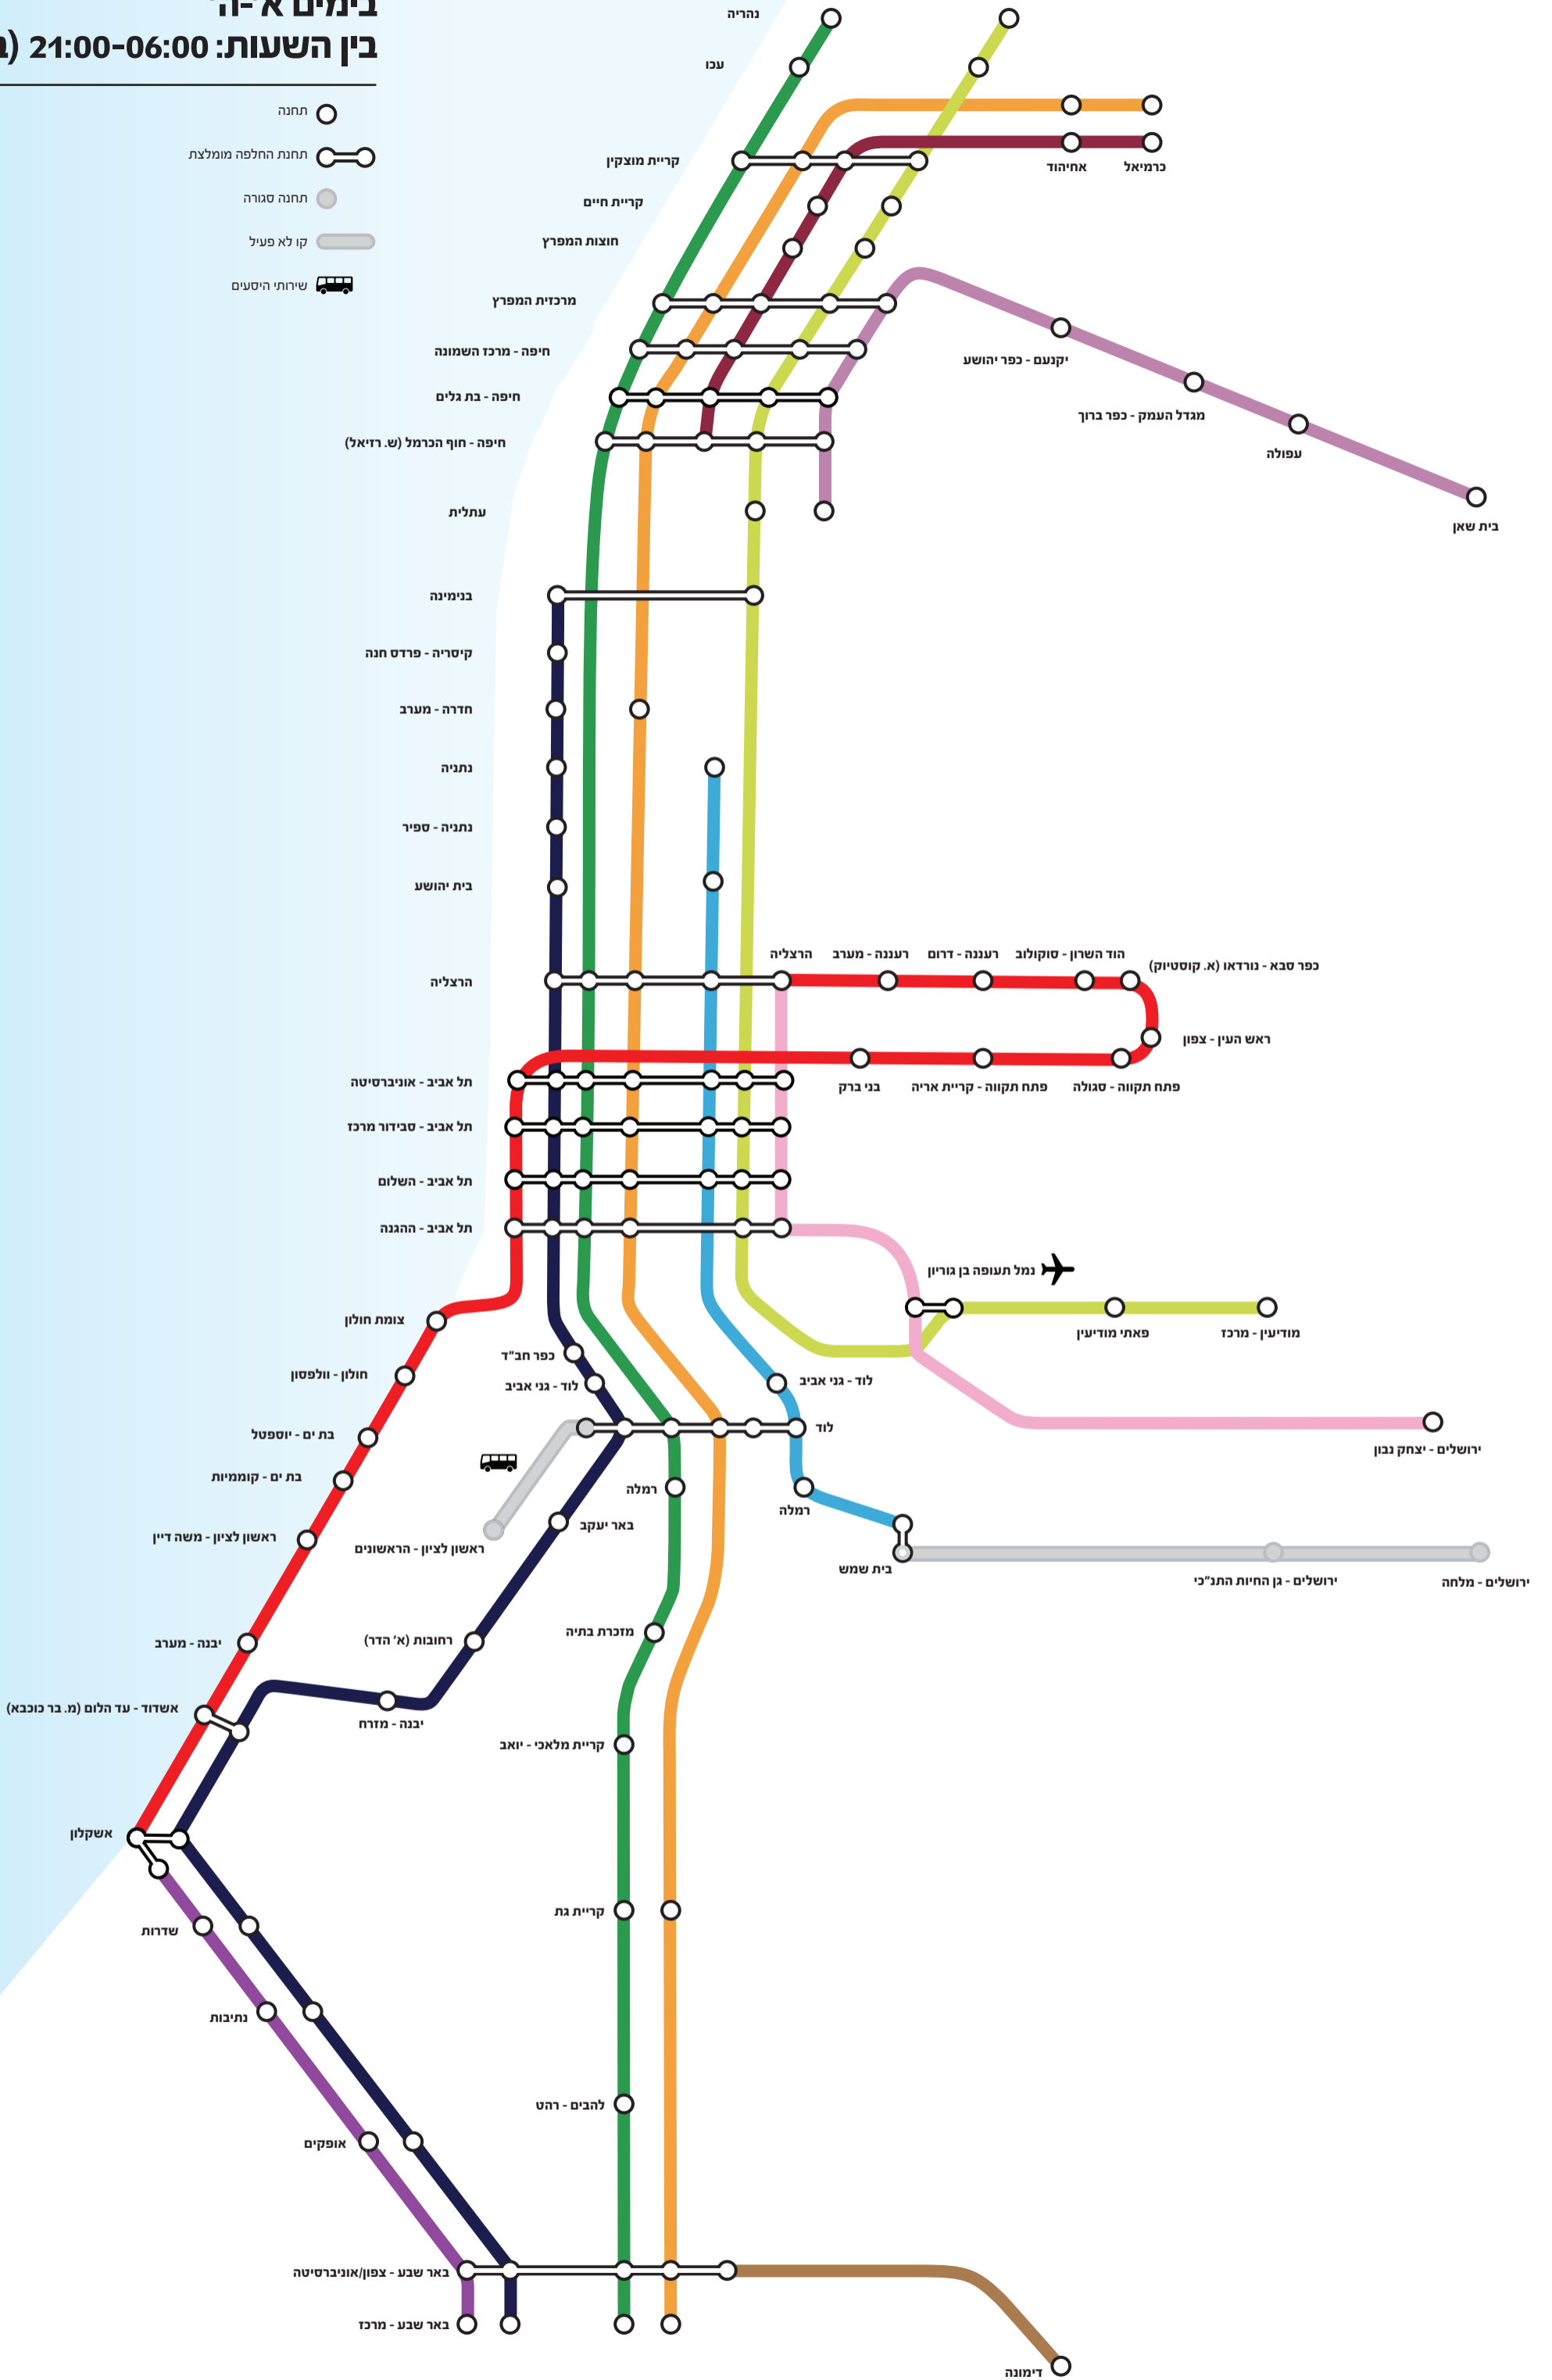 בימים א'-ה'
בין השעות: 21:00-06:00
תחנה
תחנת החלפה מומלצת
תחנה סגורה
קו לא פעיל
שירותי היסעים
נהריה
עכו
כרמיאל
אחיהוד
קריית מוצקין
קריית חיים
חוצות המפרץ
מרכזית המפרץ
חיפה - מרכז השמונה
יקנעם - כפר יהושע
מגדל העמק - כפר ברוך
עפולה
בית שאן
חיפה - בת גלים
חיפה - חוף הכרמל (ש. רזיאל)
עתלית
בנימינה
קיסריה - פרדס חנה
חדרה - מערב
נתניה
נתניה - ספיר
בית יהושע
הרצליה
הרצליה
רעננה - מערב
רעננה - דרום
הוד השרון - סוקולוב
כפר סבא - נורדאו (א. קוסטיוק)
ראש העין - צפון
פתח תקווה - סגולה
פתח תקווה - קריית אריה
בני ברק
תל אביב - אוניברסיטה
תל אביב - סבידור מרכז
תל אביב - השלום
תל אביב - ההגנה
נמל תעופה בן גוריון
פאתי מודיעין
מודיעין - מרכז
צומת חולון
חולון - וולפסון
בת ים - יוספטל
בת ים - קוממיות
ראשון לציון - משה דיין
כפר חב"ד
לוד - גני אביב
לוד - גני אביב
לוד
ירושלים - יצחק נבון
רמלה
רמלה
באר יעקב
ראשון לציון - הראשונים
בית שמש
ירושלים - גן החיות התנ"כי
ירושלים - מלחה
יבנה - מערב
רחובות (א' הדר)
מזכרת בתיה
אשדוד - עד הלום (מ. בר כוכבא)
יבנה - מזרח
קריית מלאכי - יואב
אשקלון
קריית גת
שדרות
נתיבות
להבים - רהט
אופקים
באר שבע - צפון/אוניברסיטה
באר שבע - מרכז
דימונה